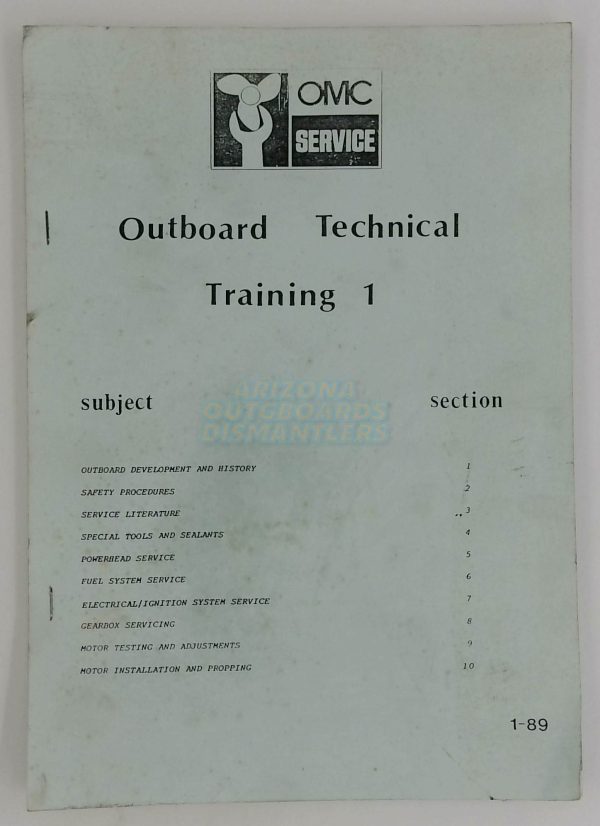 OMC
SERVICE
Outboard Technical
Training 1
subject section
ARIZONA
OUTGBOARDS
DISMANTLERS
OUTBOARD DEVELOPMENT AND HISTORY 1
SAFETY PROCEDURES 2
SERVICE LITERATURE 3
SPECIAL TOOLS AND SEALANTS 4
POWERHEAD SERVICE 5
FUEL SYSTEM SERVICE 6
ELECTRICAL/IGNITION SYSTEM SERVICE 7
GEARBOX SERVICING 8
MOTOR TESTING AND ADJUSTMENTS 9
MOTOR INSTALLATION AND PROPPING 10
1-89